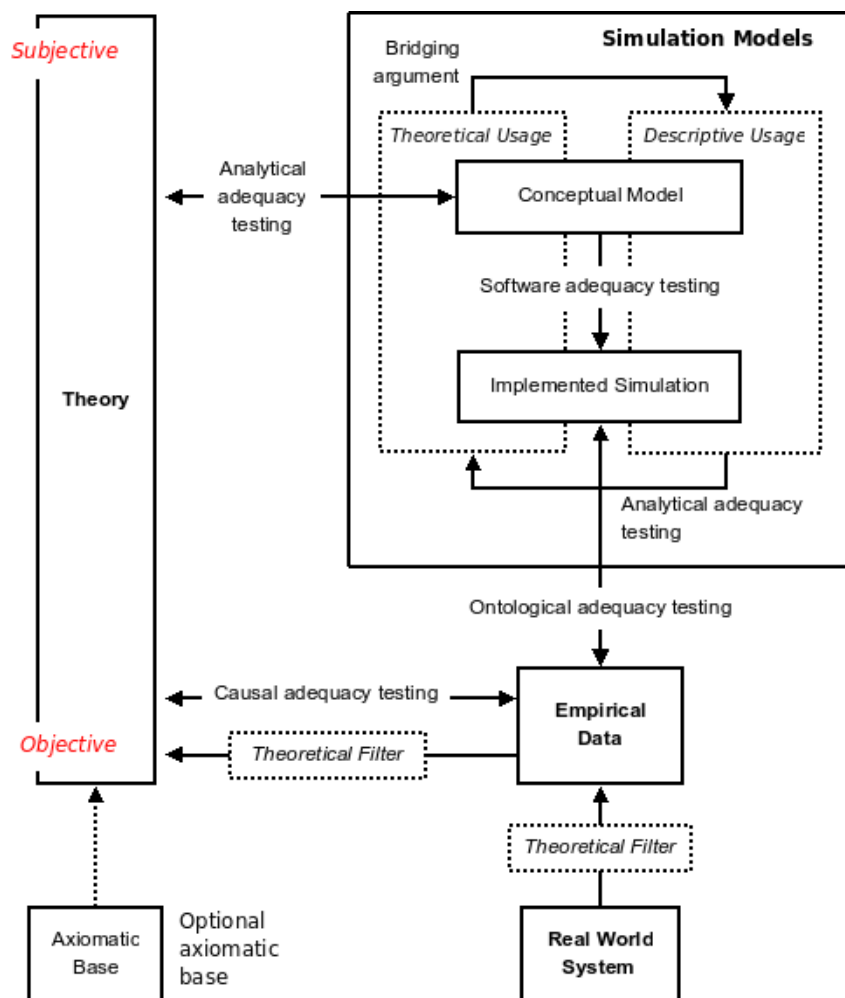 Subjective
Simulation Models
Bridging
argument
Theoretical Usage
Descriptive Usage
Analytical
adequacy
testing
Conceptual Model
Software adequacy testing
Implemented Simulation
Theory
Analytical adequacy
testing
Ontological adequacy testing
Causal adequacy testing
Empirical
Data
Objective
Theoretical Filter
Theoretical Filter
Axiomatic
Base
Optional
axiomatic
base
Real World
System